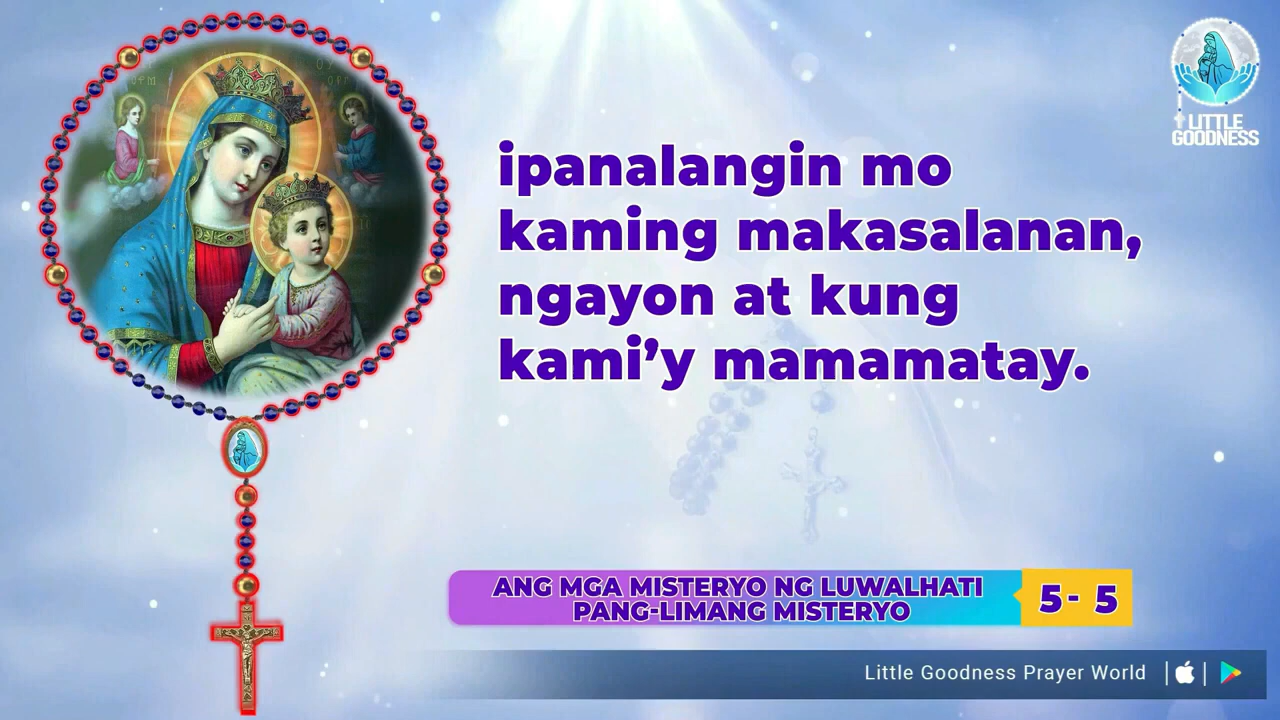 ipanalangin mo
kaming makasalanan,
ngayon at kung
kami'y mamamatay.
LITTLE
GOODNESS
ANG MGA MISTERYO NG LUWALHATI
PANG-LIMANG MISTERYO
5 - 5
Little Goodness Prayer World